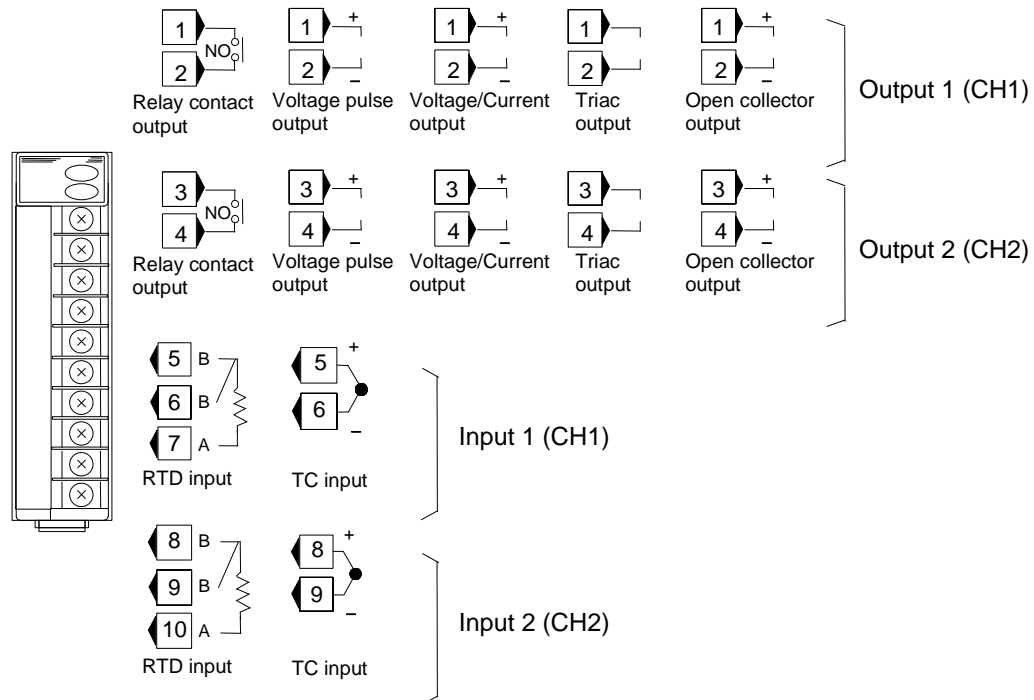 1 + 1 + 1 + 1 1 +
NO
2 2 − 2 − 2 2 −
Relay contact output
Voltage pulse output
Voltage/Current output
Triac output
Open collector output
Output 1 (CH1)
3 + 3 + 3 + 3 3 +
NO
4 4 − 4 − 4 4 −
Relay contact output
Voltage pulse output
Voltage/Current output
Triac output
Open collector output
Output 2 (CH2)
5 B
6 B
7 A
RTD input
5 +
6 −
TC input
Input 1 (CH1)
8 B
9 B
10 A
RTD input
8 +
9 −
TC input
Input 2 (CH2)